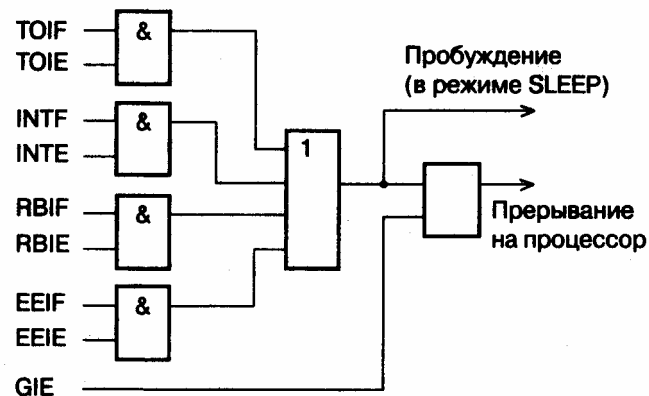 TOIF
TOIE
&
INTF
INTE
&
RBIF
RBIE
&
EEIF
EEIE
&
GIE
1
Пробуждение
(в режиме SLEEP)
Прерывание
на процессор